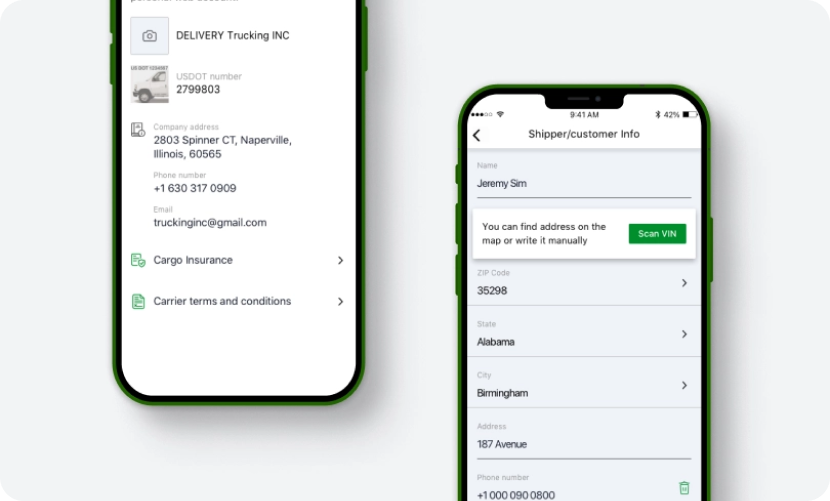 DELIVERY Trucking INC
US DOT 1234567
USDOT number
2799803
Company address
2803 Spinner CT, Naperville,
Illinois, 60565
Phone number
+1 630 317 0909
Email
truckinginc@gmail.com
Cargo Insurance
Carrier terms and conditions
9:41 AM
42%
Shipper/customer Info
Name
Jeremy Sim
You can find address on the
map or write it manually
Scan VIN
ZIP Code
35298
State
Alabama
City
Birmingham
Address
187 Avenue
Phone number
+1 000 090 0800